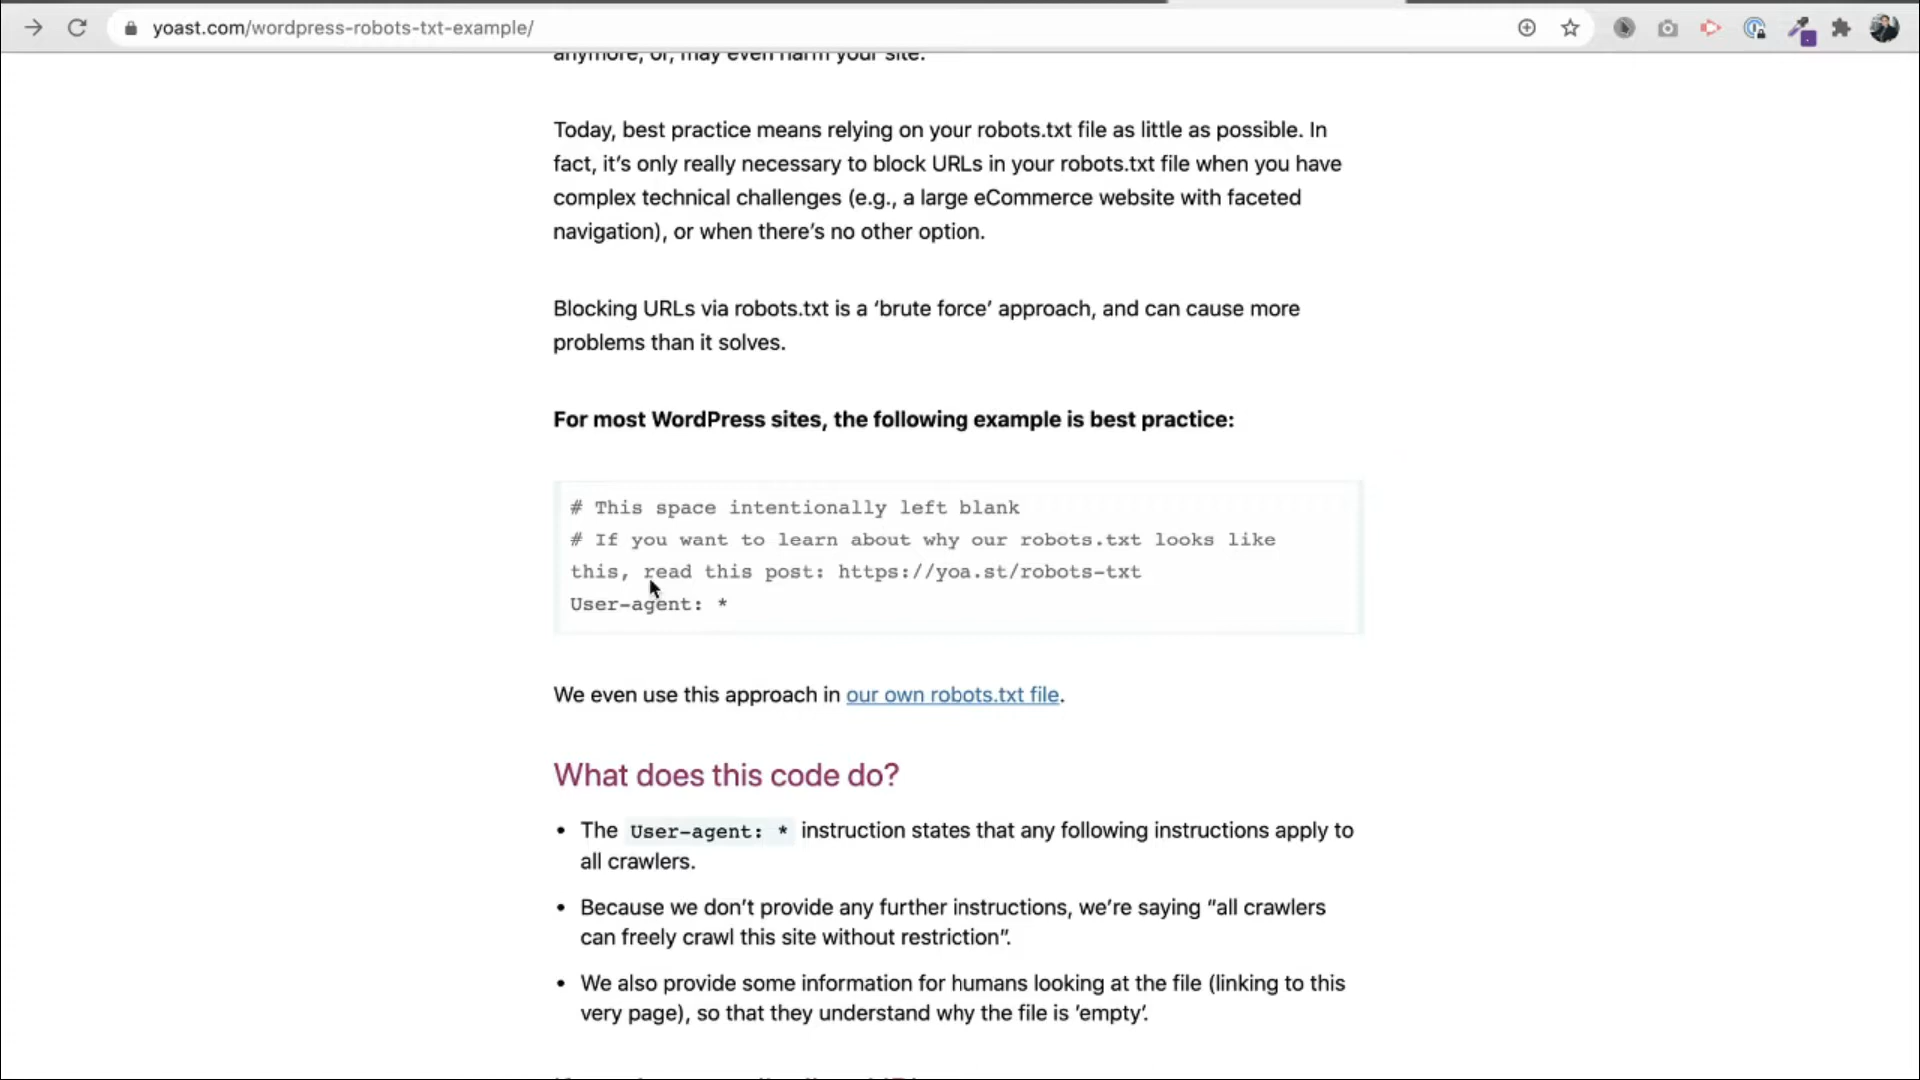 yoast.com/wordpress-robots-txt-example/
anymore, or, may even harm your site.
Today, best practice means relying on your robots.txt file as little as possible. In
fact, it’s only really necessary to block URLs in your robots.txt file when you have
complex technical challenges (e.g., a large eCommerce website with faceted
navigation), or when there’s no other option.
Blocking URLs via robots.txt is a ‘brute force’ approach, and can cause more
problems than it solves.
For most WordPress sites, the following example is best practice:
# This space intentionally left blank
# If you want to learn about why our robots.txt looks like
this, read this post: https://yoa.st/robots-txt
User-agent: *
We even use this approach in our own robots.txt file.
What does this code do?
• The User-agent: * instruction states that any following instructions apply to
all crawlers.
• Because we don’t provide any further instructions, we’re saying “all crawlers
can freely crawl this site without restriction”.
• We also provide some information for humans looking at the file (linking to this
very page), so that they understand why the file is ’empty’.